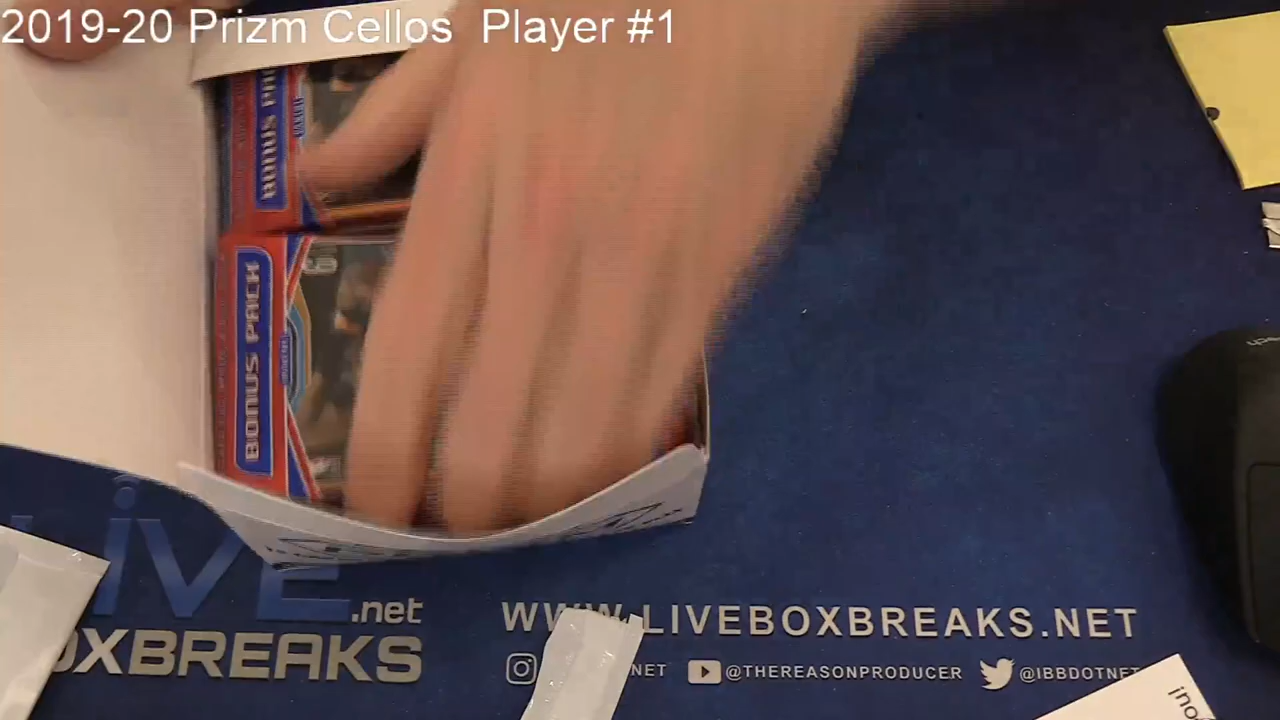 2019-20 Prizm Cellos Player #1
BONUS PACK
BONUS PACK
LIVE.net
BOXBREAKS
WWW.LIVEBOXBREAKS.NET
NET @THEREASONPRODUCER @IBBDOTNET